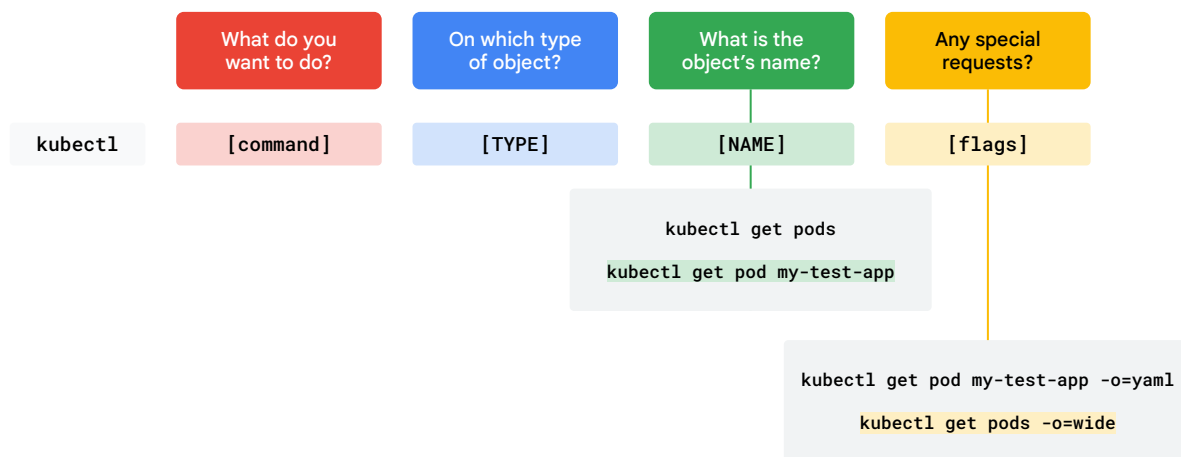 What do you
want to do?
On which type
of object?
What is the
object's name?
Any special
requests?
kubectl
[command]
[TYPE]
[NAME]
[flags]
kubectl get pods
kubectl get pod my-test-app
kubectl get pod my-test-app -o=yaml
kubectl get pods -o=wide